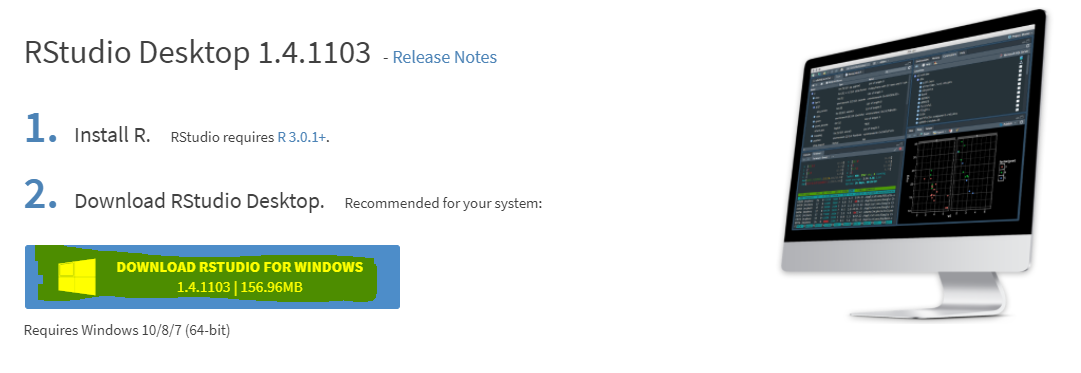 RStudio Desktop 1.4.1103 - Release Notes
1. Install R. RStudio requires R 3.0.1+.
2. Download RStudio Desktop. Recommended for your system:
DOWNLOAD RSTUDIO FOR WINDOWS
1.4.1103 | 156.96MB
Requires Windows 10/8/7 (64-bit)